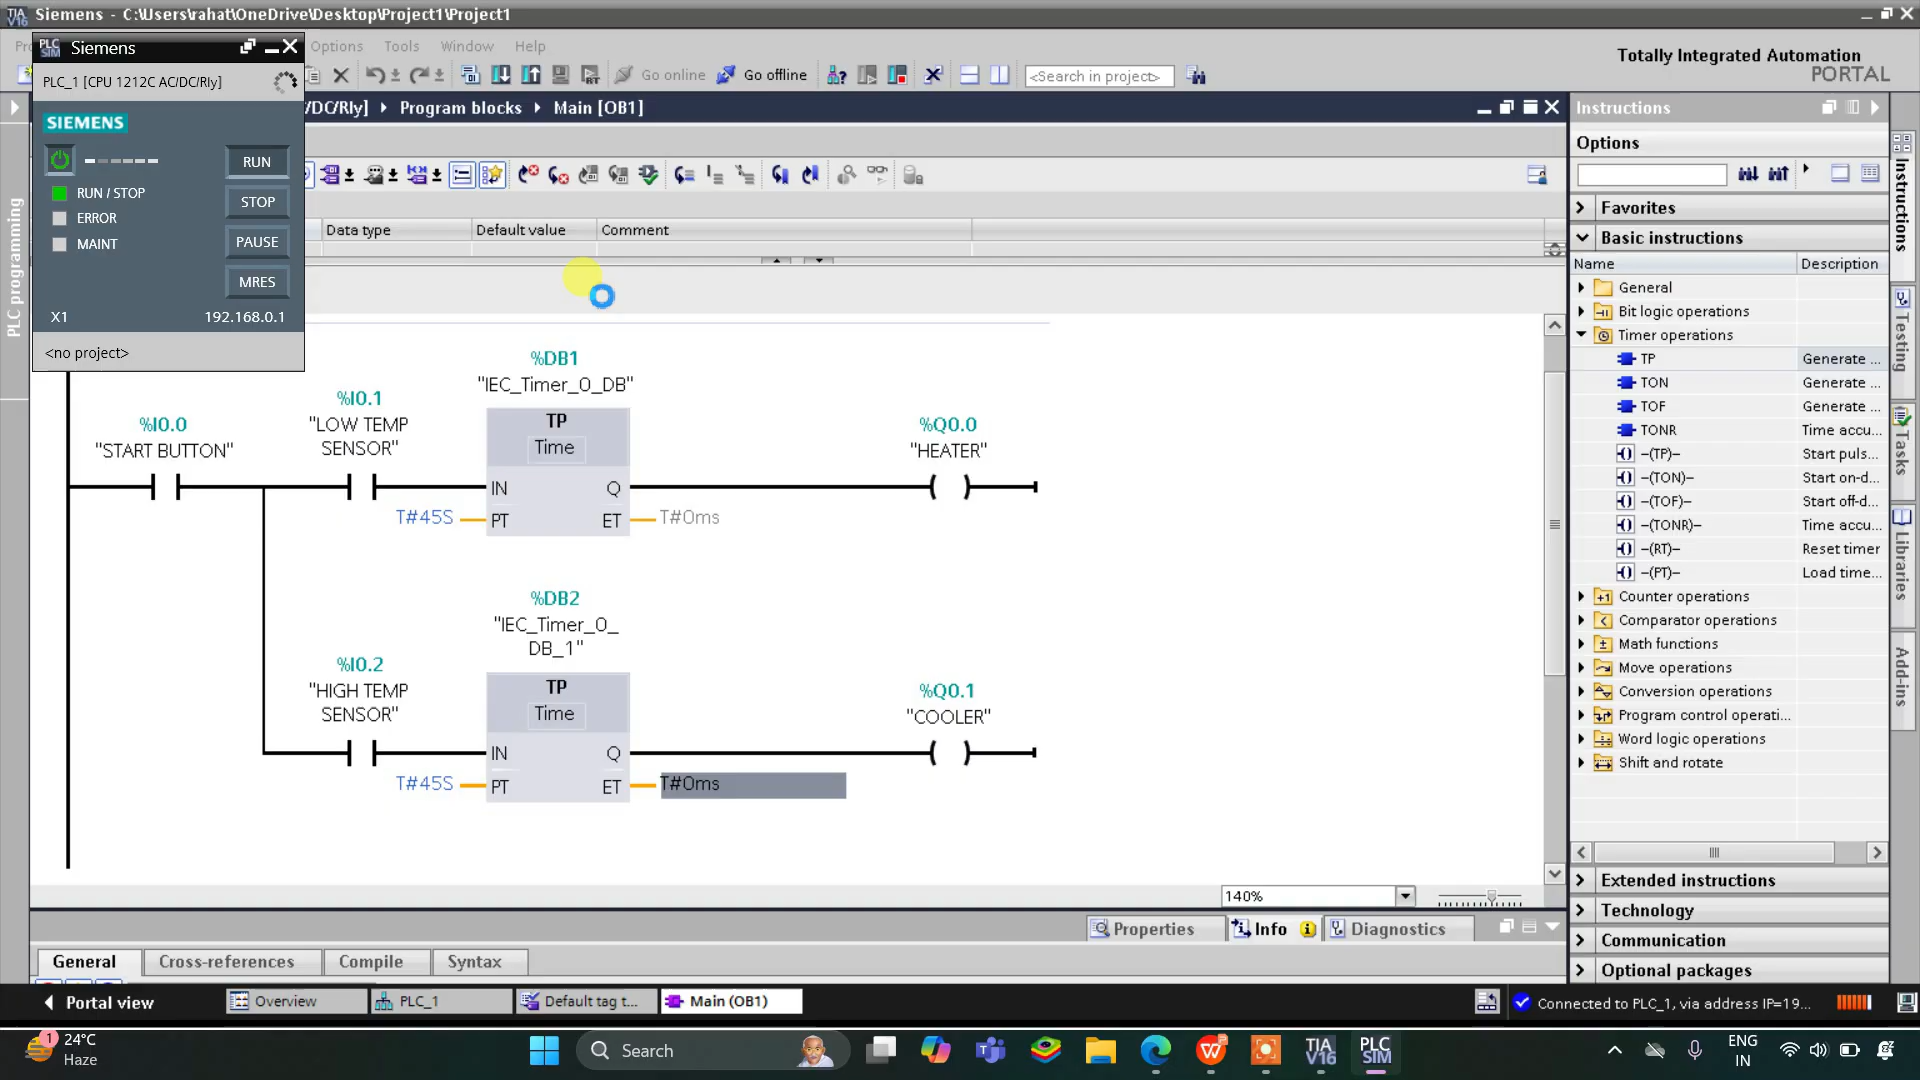 Siemens - C:\Users\rahat\OneDrive\Desktop\Project1\Project1
Options Tools Window Help
Totally Integrated Automation
PORTAL
Go online Go offline <Search in project>
PLC SIM Siemens
PLC_1 [CPU 1212C AC/DC/Rly]
SIEMENS
RUN
RUN / STOP
STOP
ERROR
MAINT
PAUSE
MRES
X1 192.168.0.1
<no project>
/DC/Rly] Program blocks Main [OB1]
PLC programming
Data type Default value Comment
%DB1
"IEC_Timer_0_DB"
TP
Time
%I0.0
"START BUTTON"
%I0.1
"LOW TEMP
SENSOR"
%Q0.0
"HEATER"
IN Q
T#45S PT ET T#0ms
%DB2
"IEC_Timer_0_
DB_1"
TP
Time
%I0.2
"HIGH TEMP
SENSOR"
%Q0.1
"COOLER"
IN Q
T#45S PT ET T#0ms
140%
Instructions
Options
Favorites
Basic instructions
Name Description
General
Bit logic operations
Timer operations
TP Generate ...
TON Generate ...
TOF Generate ...
TONR Time accu...
-(TP)- Start puls...
-(TON)- Start on-d...
-(TOF)- Start off-d...
-(TONR)- Time accu...
-(RT)- Reset timer
-(PT)- Load time...
Counter operations
Comparator operations
Math functions
Move operations
Conversion operations
Program control operati...
Word logic operations
Shift and rotate
Extended instructions
Technology
Communication
Optional packages
Instructions
Testing
Tasks
Libraries
Add-ins
Properties Info Diagnostics
General Cross-references Compile Syntax
Portal view Overview PLC_1 Default tag t... Main (OB1)
Connected to PLC_1, via address IP=19...
1
24°C
Haze
Search
TIA V16
PLC SIM
ENG
IN